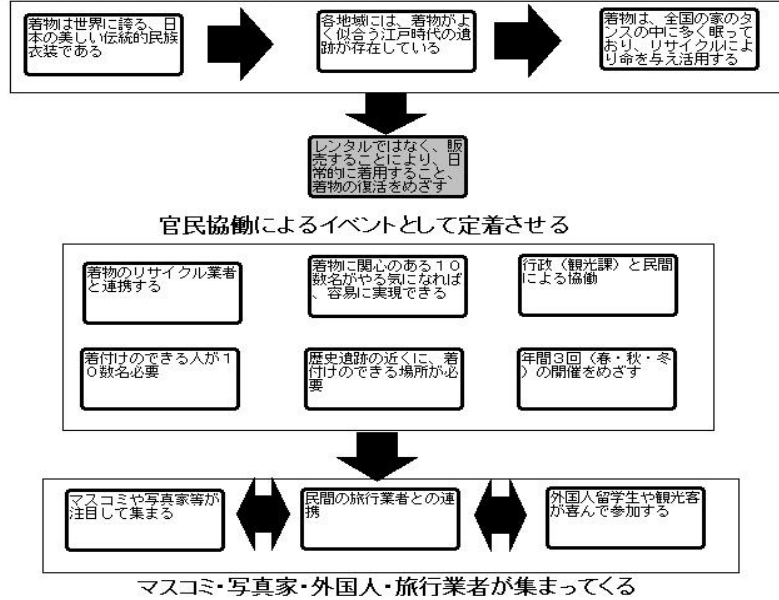 着物は世界に誇る、日
本の美しい伝統的民族
衣装である
各地域には、着物がよ
く似合う江戸時代の遺
跡が存在している
着物は、全国の家のタ
ンスの中に多く眠って
おり、リサイクルによ
り命を与え活用する
レンタルではなく、販
売することにより、日
常的に着用すること、
着物の復活をめざす
官民協働によるイベントとして定着させる
着物のリサイクル業者
と連携する
着物に関心のある１０
数名がやる気になれば
、容易に実現できる
行政（観光課）と民間
による協働
着付けのできる人が１
０数名必要
歴史遺跡の近くに、着
付けのできる場所が必
要
年間３回（春・秋・冬
）の開催をめざす
マスコミや写真家等が
注目して集まる
民間の旅行業者との連
携
外国人留学生や観光客
が喜んで参加する
マスコミ・写真家・外国人・旅行業者が集まってくる